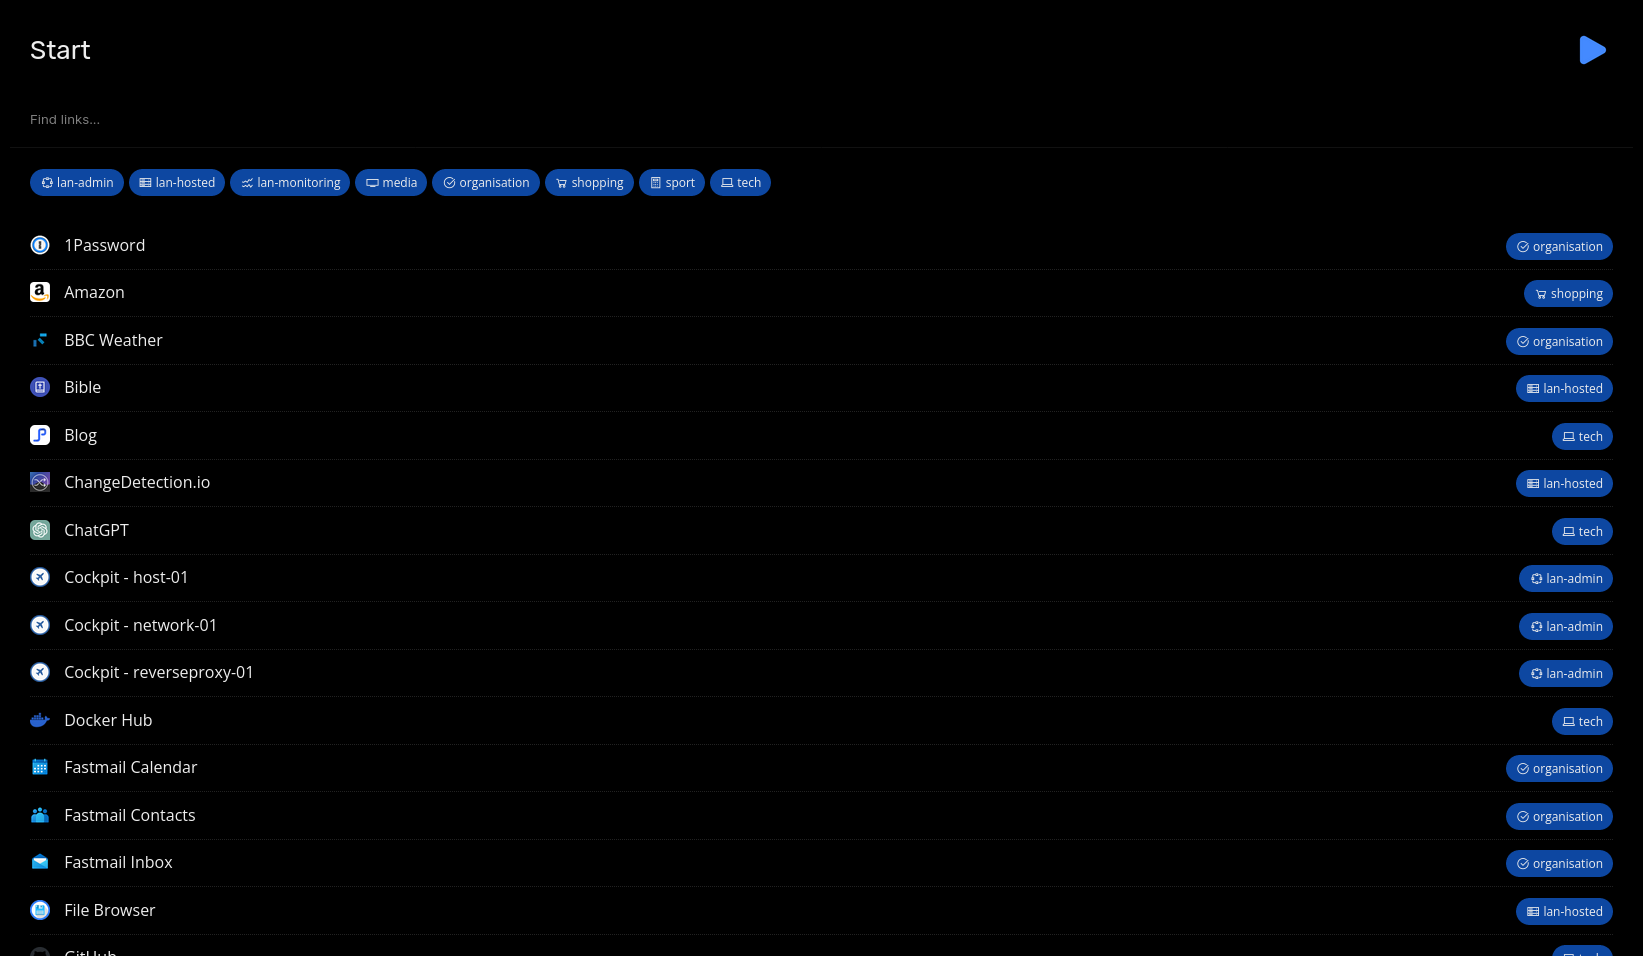 Start
Find links...
lan-admin lan-hosted lan-monitoring media organisation shopping sport tech
1Password organisation
Amazon shopping
BBC Weather organisation
Bible lan-hosted
Blog tech
ChangeDetection.io lan-hosted
ChatGPT tech
Cockpit - host-01 lan-admin
Cockpit - network-01 lan-admin
Cockpit - reverseproxy-01 lan-admin
Docker Hub tech
Fastmail Calendar organisation
Fastmail Contacts organisation
Fastmail Inbox organisation
File Browser lan-hosted
GitHub tech